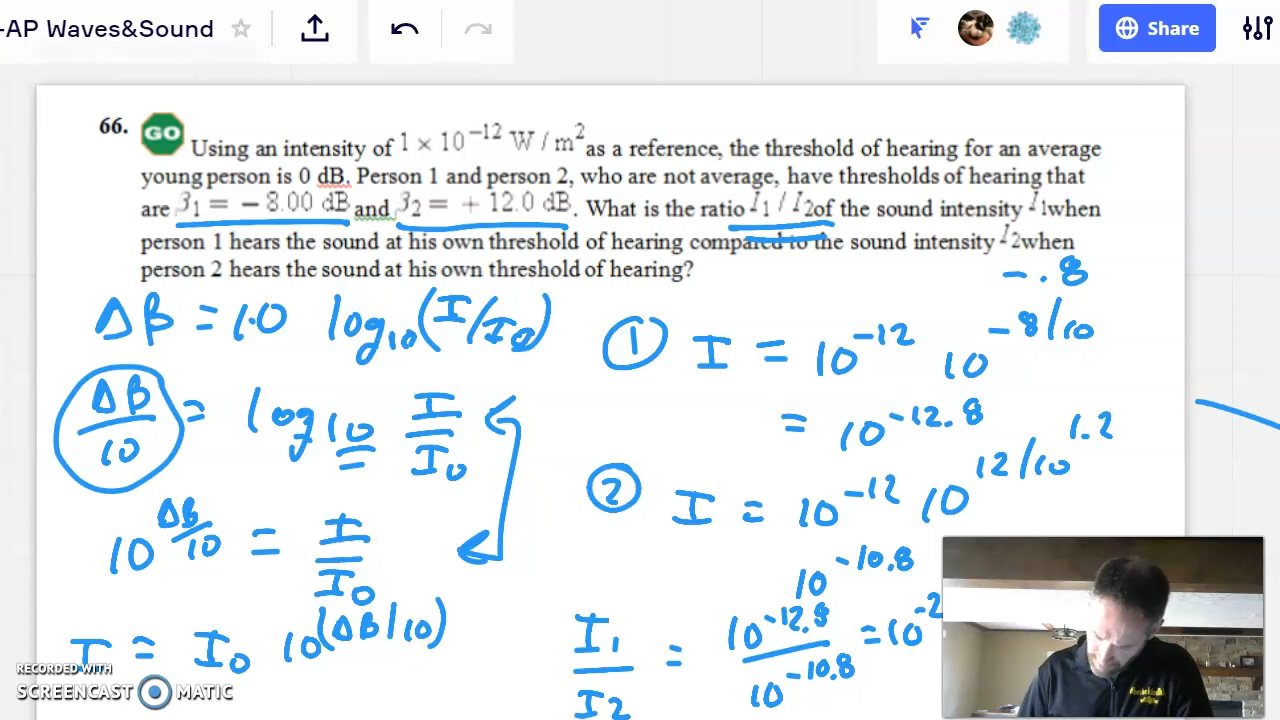 -AP Waves&Sound
Share
66. GO Using an intensity of 1 × 10⁻¹² W / m² as a reference, the threshold of hearing for an average
young person is 0 dB. Person 1 and person 2, who are not average, have thresholds of hearing that
are β₁ = − 8.00 dB and β₂ = + 12.0 dB. What is the ratio I₁ / I₂of the sound intensity I₁when
person 1 hears the sound at his own threshold of hearing compared to the sound intensity I₂when
person 2 hears the sound at his own threshold of hearing?
Δβ = 1.0 log₁₀(I/I₀)
Δβ/10 = log₁₀ I/I₀
10^Δβ/10 = I/I₀
I = I₀ 10^(Δβ/10)
-.8
① I = 10⁻¹² 10^-8/10
= 10^-12.8
1.2
② I = 10⁻¹² 10^12/10
10^-10.8
I₁/I₂ = 10^-12.8/10^-10.8 = 10⁻²
RECORDED WITH
SCREENCAST MATIC